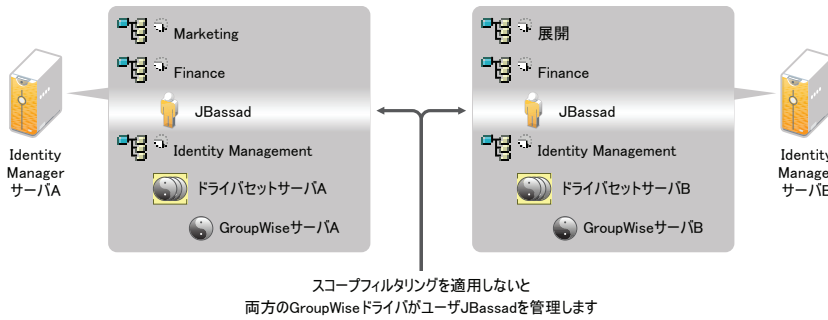 Marketing
Finance
JBassad
Identity Management
ドライバセットサーバA
GroupWiseサーバA
Identity
Manager
サーバA
展開
Finance
JBassad
Identity Management
ドライバセットサーバB
GroupWiseサーバB
Identity
Manager
サーバB
スコープフィルタリングを適用しないと
両方のGroupWiseドライバがユーザJBassadを管理します